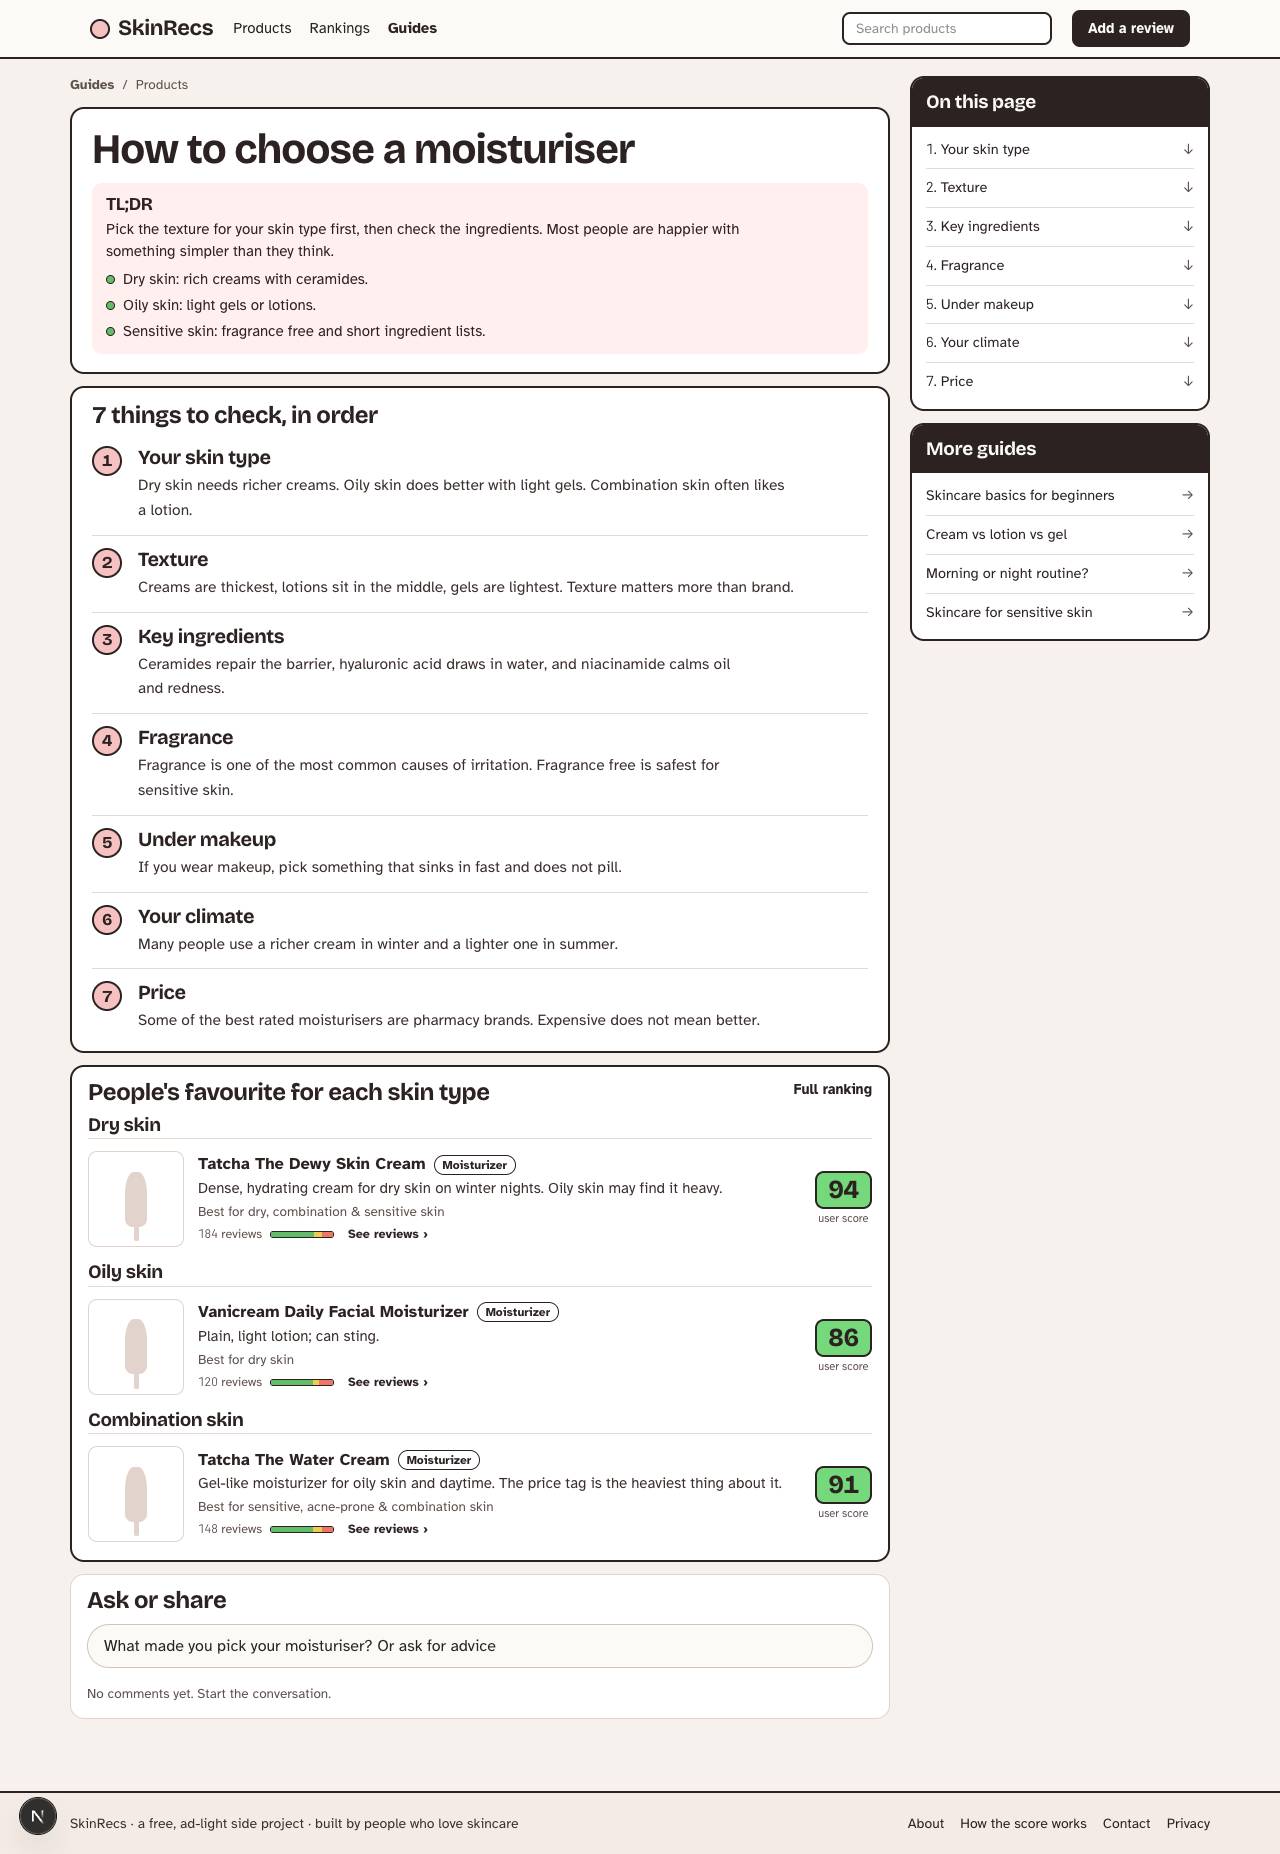 SkinRecs
Products
Rankings
Guides
Search products
Add a review
Guides / Products
How to choose a moisturiser
TL;DR
Pick the texture for your skin type first, then check the ingredients. Most people are happier with
something simpler than they think.
Dry skin: rich creams with ceramides.
Oily skin: light gels or lotions.
Sensitive skin: fragrance free and short ingredient lists.
7 things to check, in order
1 Your skin type
Dry skin needs richer creams. Oily skin does better with light gels. Combination skin often likes
a lotion.
2 Texture
Creams are thickest, lotions sit in the middle, gels are lightest. Texture matters more than brand.
3 Key ingredients
Ceramides repair the barrier, hyaluronic acid draws in water, and niacinamide calms oil
and redness.
4 Fragrance
Fragrance is one of the most common causes of irritation. Fragrance free is safest for
sensitive skin.
5 Under makeup
If you wear makeup, pick something that sinks in fast and does not pill.
6 Your climate
Many people use a richer cream in winter and a lighter one in summer.
7 Price
Some of the best rated moisturisers are pharmacy brands. Expensive does not mean better.
People's favourite for each skin type
Full ranking
Dry skin
Tatcha The Dewy Skin Cream Moisturizer
Dense, hydrating cream for dry skin on winter nights. Oily skin may find it heavy.
Best for dry, combination & sensitive skin
184 reviews See reviews ›
94
user score
Oily skin
Vanicream Daily Facial Moisturizer Moisturizer
Plain, light lotion; can sting.
Best for dry skin
120 reviews See reviews ›
86
user score
Combination skin
Tatcha The Water Cream Moisturizer
Gel-like moisturizer for oily skin and daytime. The price tag is the heaviest thing about it.
Best for sensitive, acne-prone & combination skin
148 reviews See reviews ›
91
user score
Ask or share
What made you pick your moisturiser? Or ask for advice
No comments yet. Start the conversation.
On this page
1. Your skin type ↓
2. Texture ↓
3. Key ingredients ↓
4. Fragrance ↓
5. Under makeup ↓
6. Your climate ↓
7. Price ↓
More guides
Skincare basics for beginners →
Cream vs lotion vs gel →
Morning or night routine? →
Skincare for sensitive skin →
N
SkinRecs · a free, ad-light side project · built by people who love skincare
About
How the score works
Contact
Privacy